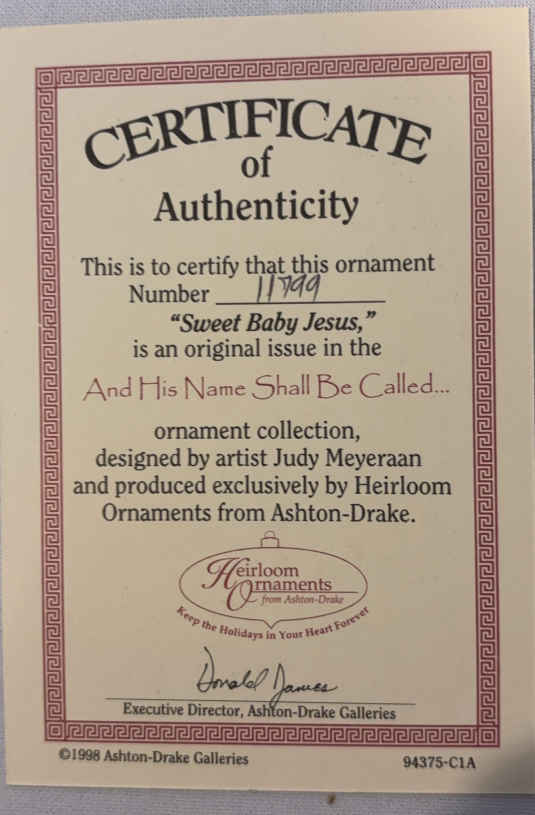 CERTIFICATE
of
Authenticity
This is to certify that this ornament
Number 11799
"Sweet Baby Jesus,"
is an original issue in the
And His Name Shall Be Called...
ornament collection,
designed by artist Judy Meyeraan
and produced exclusively by Heirloom
Ornaments from Ashton-Drake.
Heirloom
Ornaments
from Ashton-Drake
Keep the Holidays in Your Heart Forever
Donald James
Executive Director, Ashton-Drake Galleries
©1998 Ashton-Drake Galleries
94375-C1A